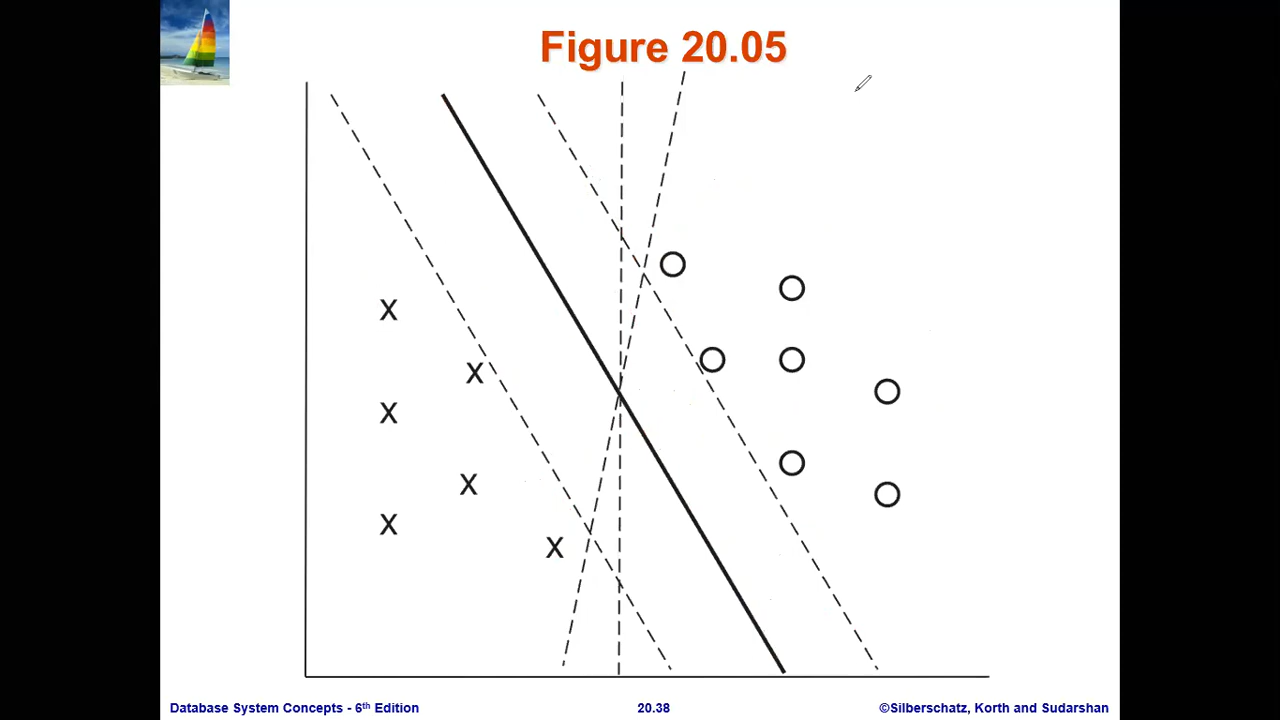 Figure 20.05
X
X
X
X
X
X
Database System Concepts - 6th Edition
20.38
©Silberschatz, Korth and Sudarshan